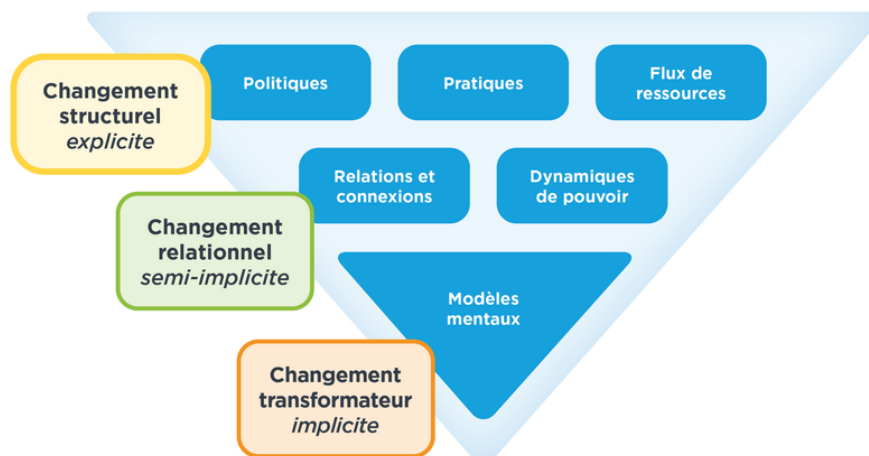 Changement
structurel
explicite
Politiques
Pratiques
Flux de
ressources
Changement
relationnel
semi-implicite
Relations et
connexions
Dynamiques
de pouvoir
Changement
transformateur
implicite
Modèles
mentaux